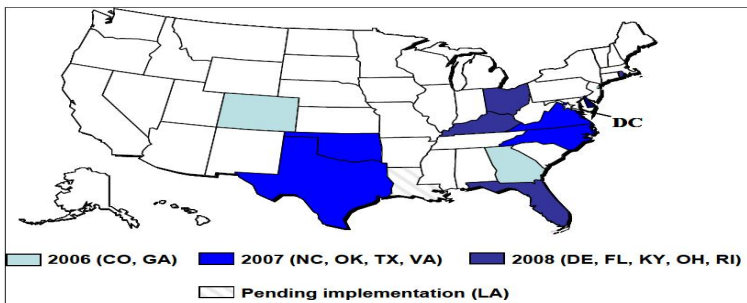 DC
2006 (CO, GA) 2007 (NC, OK, TX, VA) 2008 (DE, FL, KY, OH, RI)
Pending implementation (LA)